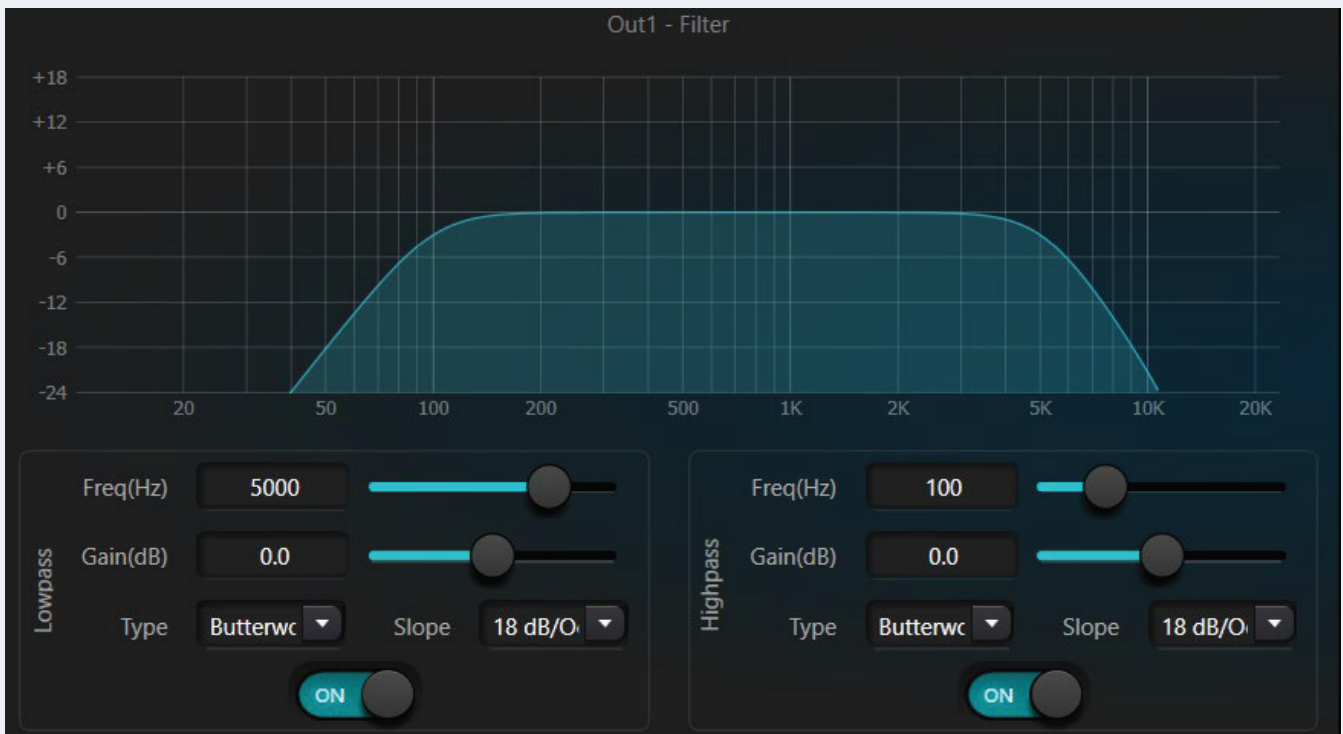 Out1 - Filter
+18
+12
+6
0
-6
-12
-18
-24
20 50 100 200 500 1K 2K 5K 10K 20K
Lowpass
Freq(Hz) 5000
Gain(dB) 0.0
Type Butterwc Slope 18 dB/O
ON
Highpass
Freq(Hz) 100
Gain(dB) 0.0
Type Butterwc Slope 18 dB/O
ON